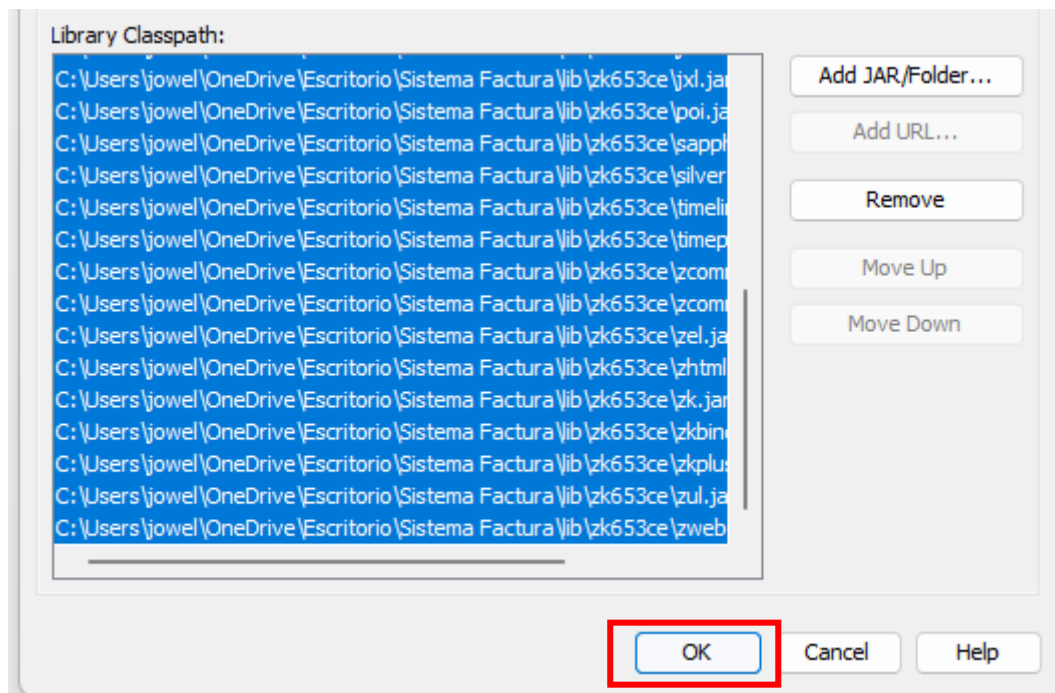 Library Classpath:
C:\Users\jowel\OneDrive\Escritorio\Sistema Factura\lib\zk653ce\jxl.jar
C:\Users\jowel\OneDrive\Escritorio\Sistema Factura\lib\zk653ce\poi.ja
C:\Users\jowel\OneDrive\Escritorio\Sistema Factura\lib\zk653ce\sapph
C:\Users\jowel\OneDrive\Escritorio\Sistema Factura\lib\zk653ce\silver
C:\Users\jowel\OneDrive\Escritorio\Sistema Factura\lib\zk653ce\timelin
C:\Users\jowel\OneDrive\Escritorio\Sistema Factura\lib\zk653ce\timep
C:\Users\jowel\OneDrive\Escritorio\Sistema Factura\lib\zk653ce\zcomm
C:\Users\jowel\OneDrive\Escritorio\Sistema Factura\lib\zk653ce\zcomm
C:\Users\jowel\OneDrive\Escritorio\Sistema Factura\lib\zk653ce\zel.ja
C:\Users\jowel\OneDrive\Escritorio\Sistema Factura\lib\zk653ce\zhtml
C:\Users\jowel\OneDrive\Escritorio\Sistema Factura\lib\zk653ce\zk.jar
C:\Users\jowel\OneDrive\Escritorio\Sistema Factura\lib\zk653ce\zkbind
C:\Users\jowel\OneDrive\Escritorio\Sistema Factura\lib\zk653ce\zkplus
C:\Users\jowel\OneDrive\Escritorio\Sistema Factura\lib\zk653ce\zul.ja
C:\Users\jowel\OneDrive\Escritorio\Sistema Factura\lib\zk653ce\zweb
Add JAR/Folder...
Add URL...
Remove
Move Up
Move Down
OK
Cancel
Help